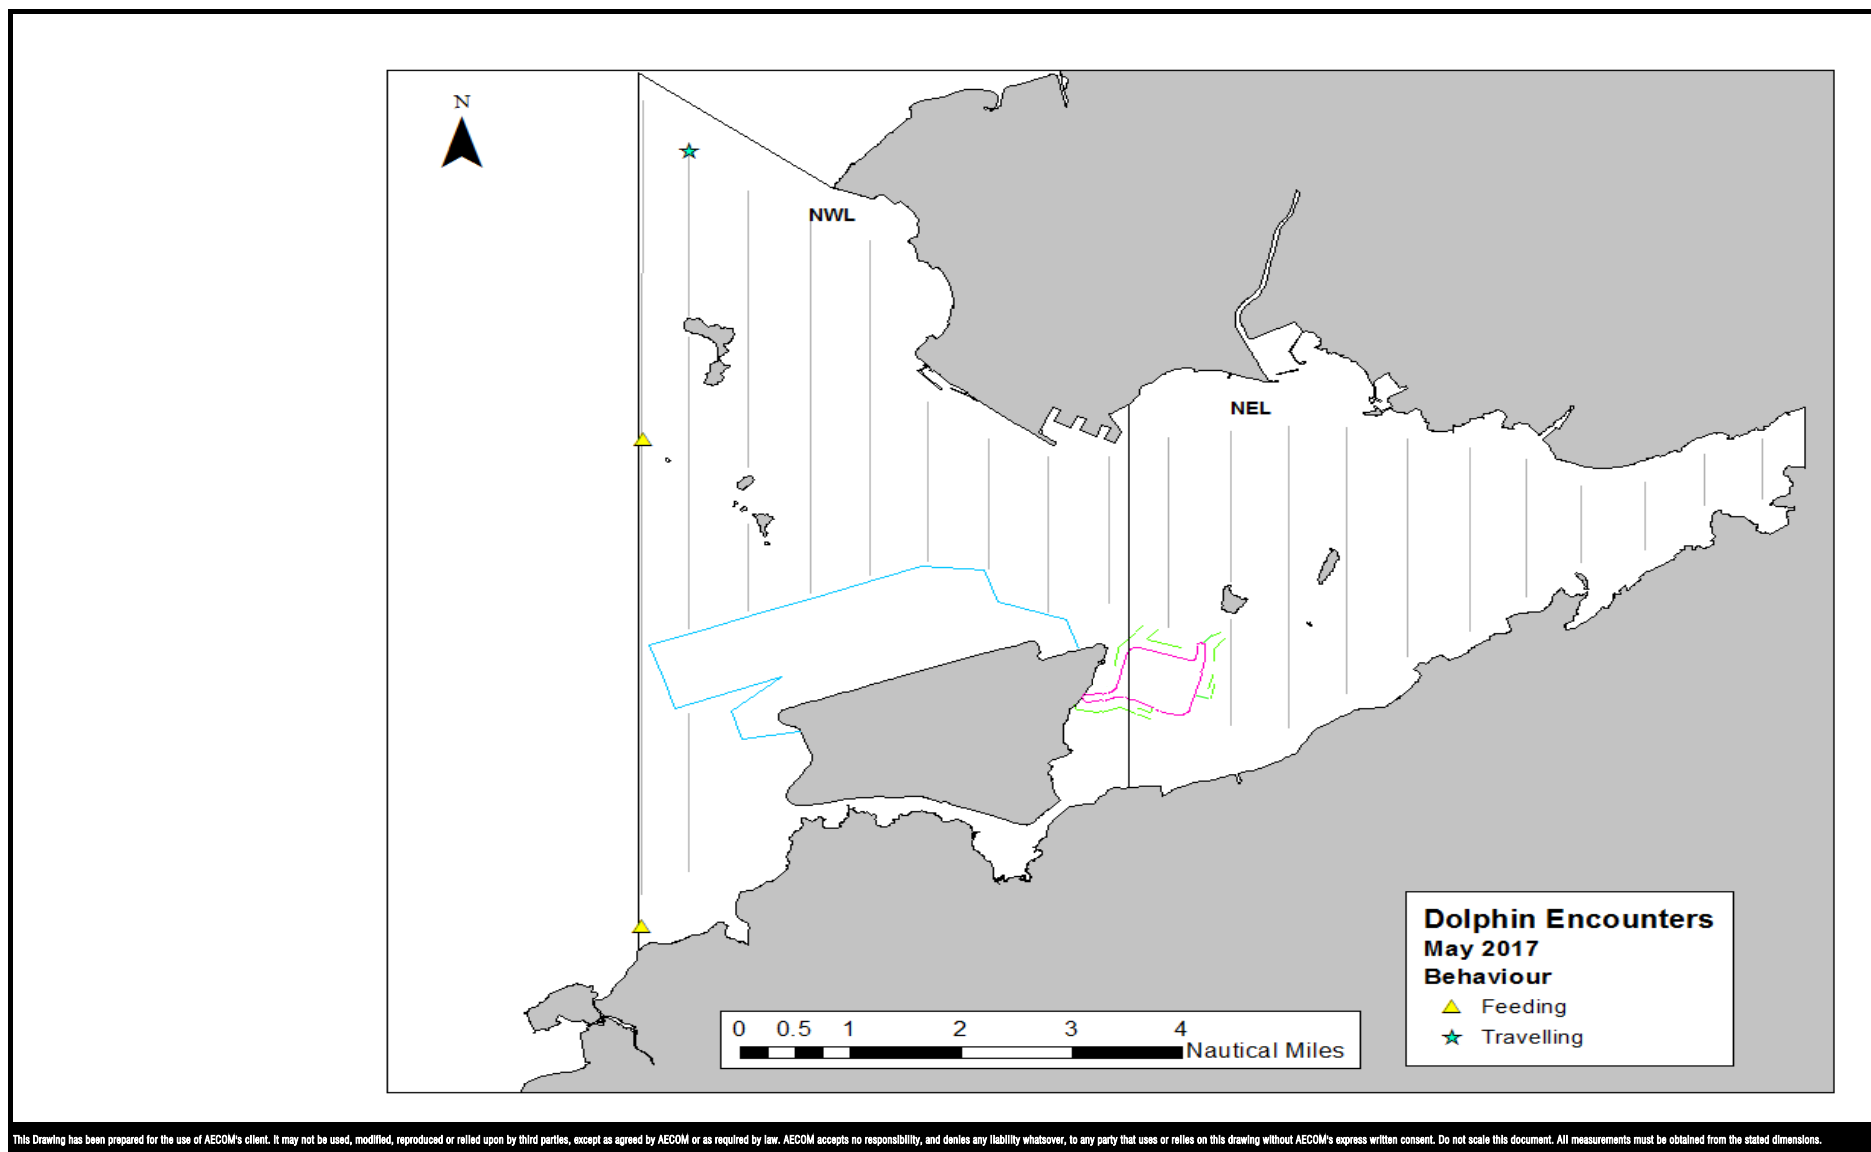 N
NWL
NEL
Dolphin Encounters
May 2017
Behaviour
Feeding
Travelling
0 0.5 1 2 3 4
Nautical Miles
This Drawing has been prepared for the use of AECOM's client. It may not be used, modified, reproduced or relied upon by third parties, except as agreed by AECOM or as required by law. AECOM accepts no responsibility, and denies any liability whatsover, to any party that uses or relies on this drawing without AECOM's express written consent. Do not scale this document. All measurements must be obtained from the stated dimensions.